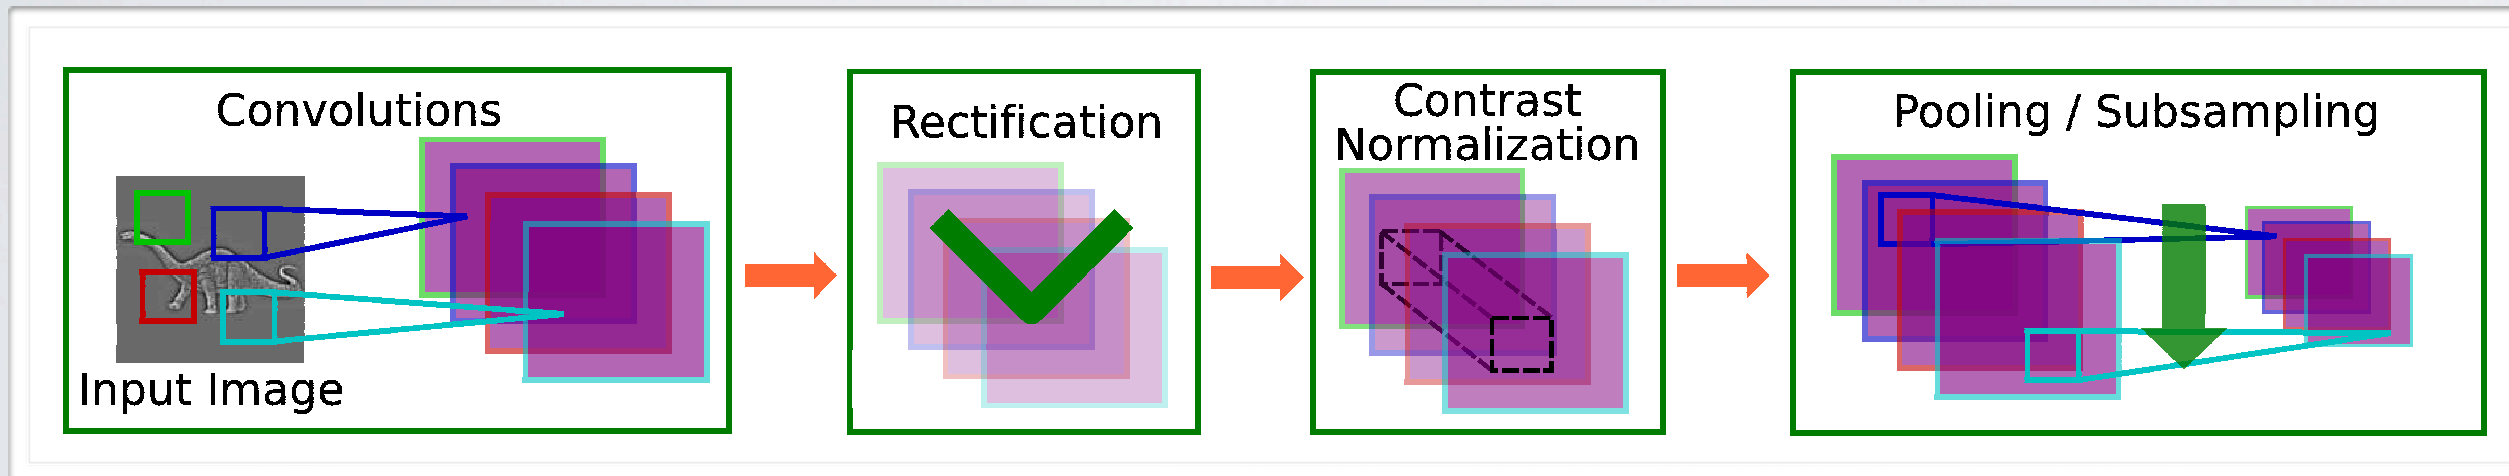 Convolutions
Input Image
Rectification
Contrast
Normalization
Pooling / Subsampling